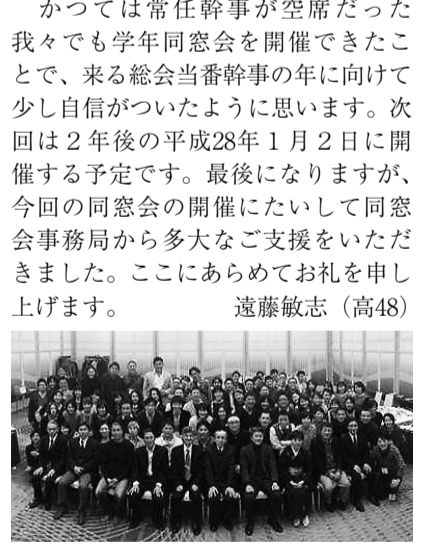 かつては常任幹事が空席だった
我々でも学年同窓会を開催できたこ
とで、来る総会当番幹事の年に向けて
少し自信がついたように思います。次
回は２年後の平成28年１月２日に開
催する予定です。最後になりますが、
今回の同窓会の開催にたいして同窓
会事務局から多大なご支援をいただ
きました。ここにあらめてお礼を申し
上げます。　遠藤敏志（高48）